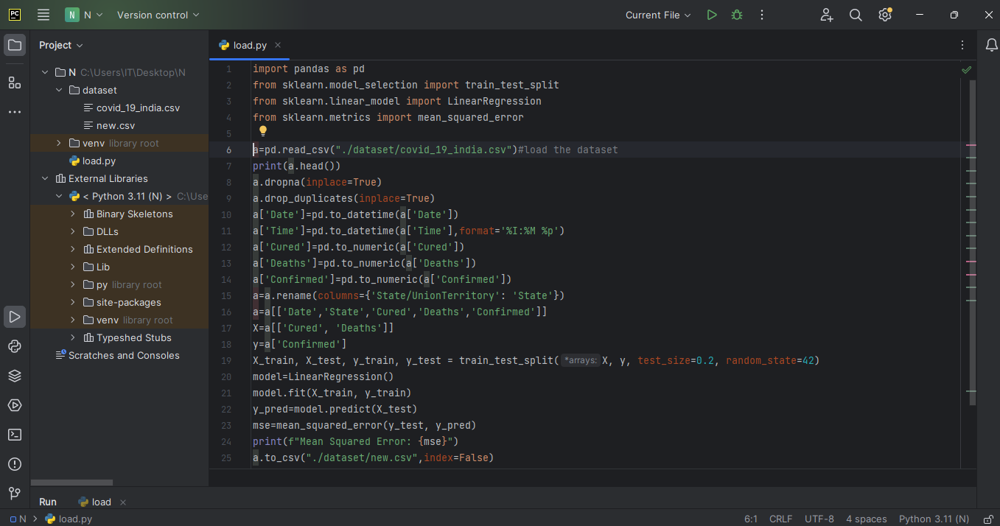 PC
N N Version control Current File
Project
load.py
N C:\Users\IT\Desktop\N
dataset
covid_19_india.csv
new.csv
venv library root
load.py
External Libraries
< Python 3.11 (N) > C:\Use
Binary Skeletons
DLLs
Extended Definitions
Lib
py library root
site-packages
venv library root
Typeshed Stubs
Scratches and Consoles
1 import pandas as pd
2 from sklearn.model_selection import train_test_split
3 from sklearn.linear_model import LinearRegression
4 from sklearn.metrics import mean_squared_error
5
6 a=pd.read_csv("./dataset/covid_19_india.csv")#load the dataset
7 print(a.head())
8 a.dropna(inplace=True)
9 a.drop_duplicates(inplace=True)
10 a['Date']=pd.to_datetime(a['Date'])
11 a['Time']=pd.to_datetime(a['Time'],format='%I:%M %p')
12 a['Cured']=pd.to_numeric(a['Cured'])
13 a['Deaths']=pd.to_numeric(a['Deaths'])
14 a['Confirmed']=pd.to_numeric(a['Confirmed'])
15 a=a.rename(columns={'State/UnionTerritory': 'State'})
16 a=a[['Date','State','Cured','Deaths','Confirmed']]
17 X=a[['Cured', 'Deaths']]
18 y=a['Confirmed']
19 X_train, X_test, y_train, y_test = train_test_split( *arrays: X, y, test_size=0.2, random_state=42)
20 model=LinearRegression()
21 model.fit(X_train, y_train)
22 y_pred=model.predict(X_test)
23 mse=mean_squared_error(y_test, y_pred)
24 print(f"Mean Squared Error: {mse}")
25 a.to_csv("./dataset/new.csv",index=False)
Run load
N > load.py 6:1 CRLF UTF-8 4 spaces Python 3.11 (N)